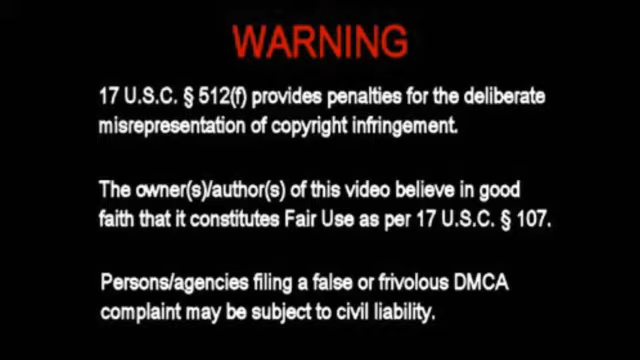 WARNING
17 U.S.C. § 512(f) provides penalties for the deliberate
misrepresentation of copyright infringement.
The owner(s)/author(s) of this video believe in good
faith that it constitutes Fair Use as per 17 U.S.C. § 107.
Persons/agencies filing a false or frivolous DMCA
complaint may be subject to civil liability.